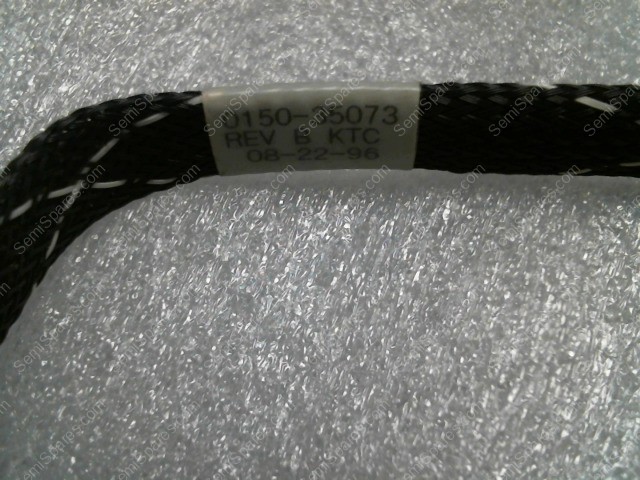 0150-35073
REV B KTC
08-22-96
SemiSpares.com